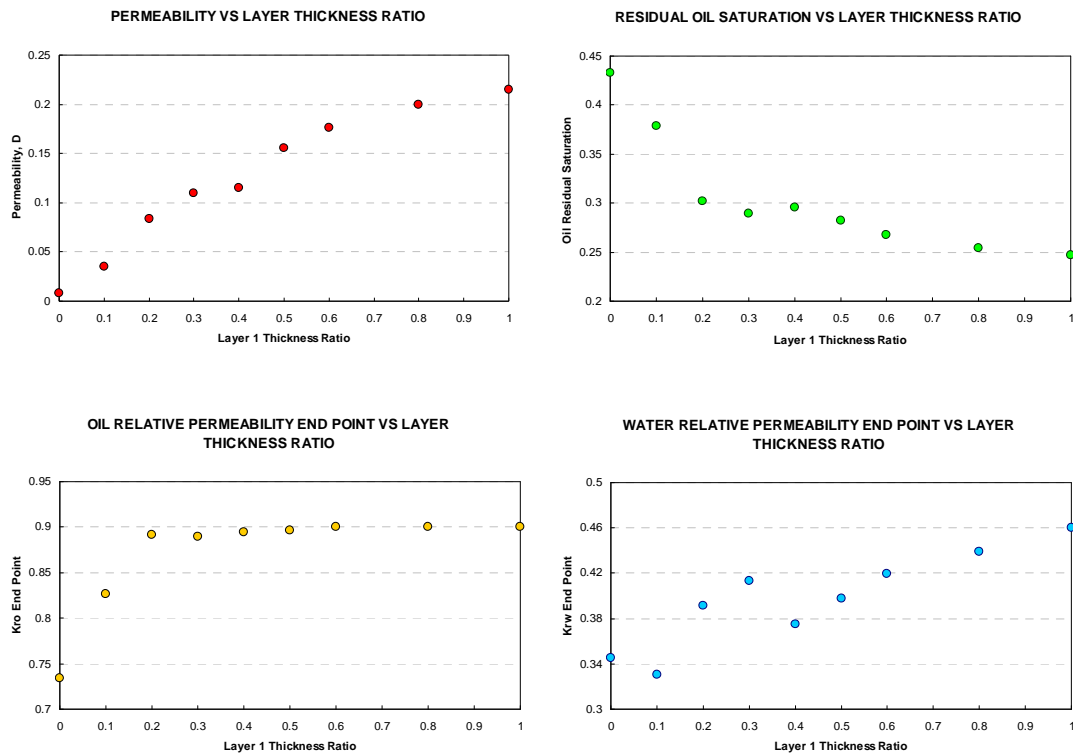 PERMEABILITY VS LAYER THICKNESS RATIO
0.25
0.2
0.15
0.1
0.05
0
Permeability, D
0 0.1 0.2 0.3 0.4 0.5 0.6 0.7 0.8 0.9 1
Layer 1 Thickness Ratio
RESIDUAL OIL SATURATION VS LAYER THICKNESS RATIO
0.45
0.4
0.35
0.3
0.25
0.2
Oil Residual Saturation
0 0.1 0.2 0.3 0.4 0.5 0.6 0.7 0.8 0.9 1
Layer 1 Thickness Ratio
OIL RELATIVE PERMEABILITY END POINT VS LAYER
THICKNESS RATIO
0.95
0.9
0.85
0.8
0.75
0.7
Kro End Point
0 0.1 0.2 0.3 0.4 0.5 0.6 0.7 0.8 0.9 1
Layer 1 Thickness Ratio
WATER RELATIVE PERMEABILITY END POINT VS LAYER
THICKNESS RATIO
0.5
0.46
0.42
0.38
0.34
0.3
Krw End Point
0 0.1 0.2 0.3 0.4 0.5 0.6 0.7 0.8 0.9 1
Layer 1 Thickness Ratio